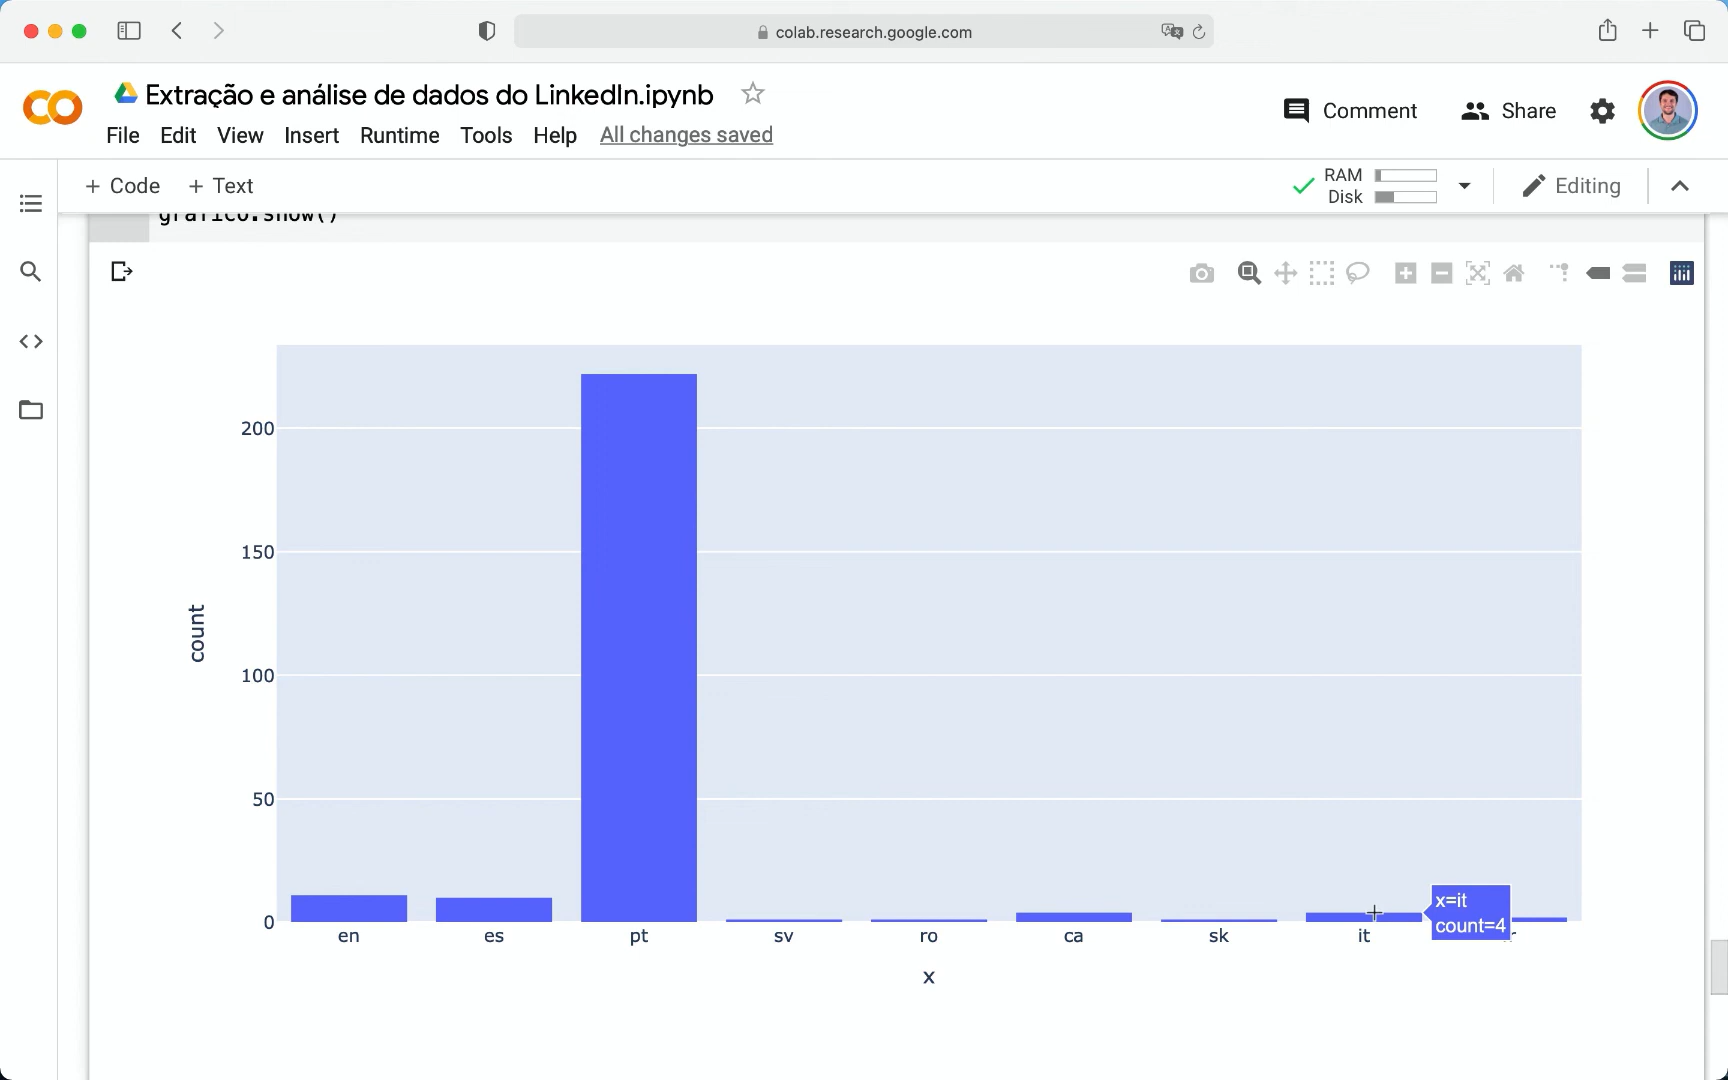 colab.research.google.com
Extração e análise de dados do LinkedIn.ipynb
File Edit View Insert Runtime Tools Help All changes saved
Comment
Share
+ Code + Text
RAM
Disk
Editing
grafico.show()
200
150
100
50
0
count
en es pt sv ro ca sk it
x=it
count=4
x